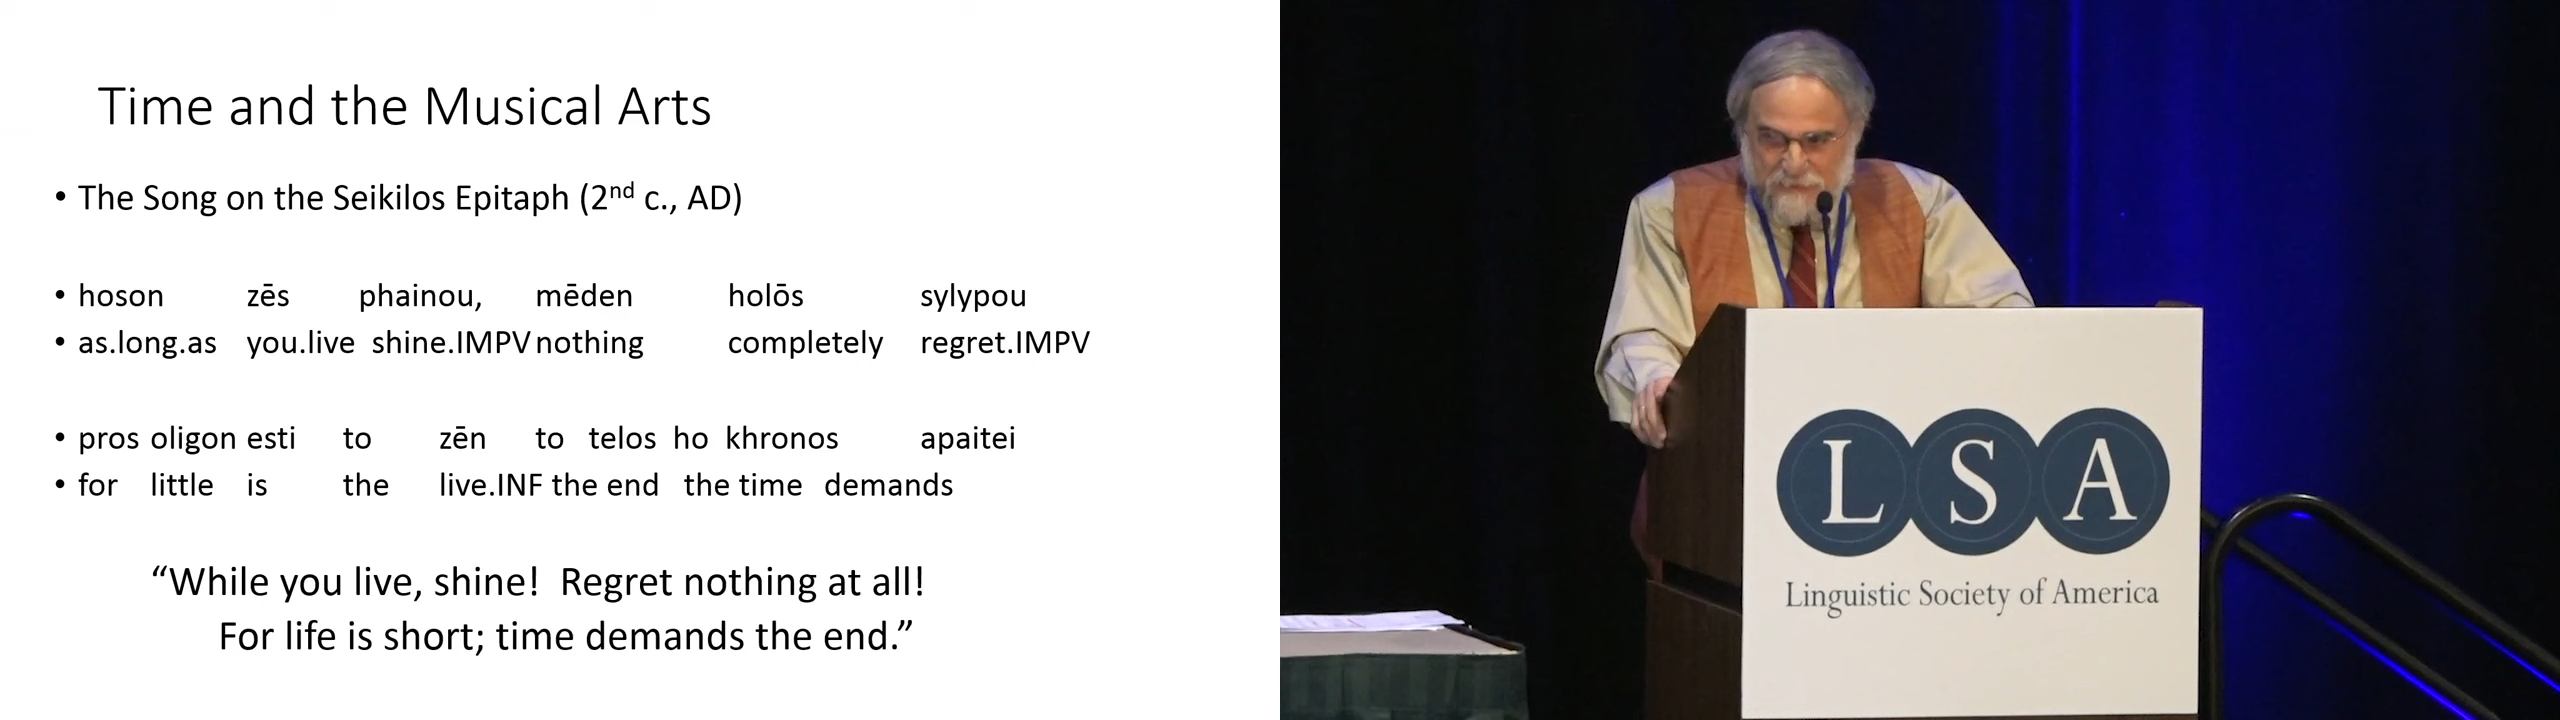 Time and the Musical Arts
• The Song on the Seikilos Epitaph (2nd c., AD)
• hoson zēs phainou, mēden holōs sylypou
• as.long.as you.live shine.IMPV nothing completely regret.IMPV
• pros oligon esti to zēn to telos ho khronos apaitei
• for little is the live.INF the end the time demands
“While you live, shine! Regret nothing at all!
For life is short; time demands the end.”
LSA
Linguistic Society of America